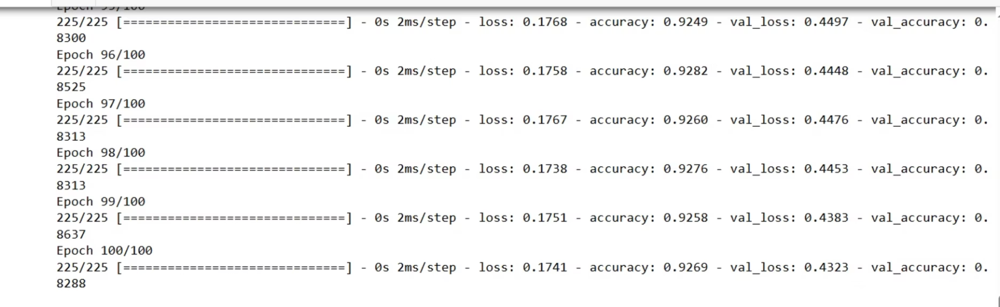 Epoch 95/100
225/225 [==============================] - 0s 2ms/step - loss: 0.1768 - accuracy: 0.9249 - val_loss: 0.4497 - val_accuracy: 0.
8300
Epoch 96/100
225/225 [==============================] - 0s 2ms/step - loss: 0.1758 - accuracy: 0.9282 - val_loss: 0.4448 - val_accuracy: 0.
8525
Epoch 97/100
225/225 [==============================] - 0s 2ms/step - loss: 0.1767 - accuracy: 0.9260 - val_loss: 0.4476 - val_accuracy: 0.
8313
Epoch 98/100
225/225 [==============================] - 0s 2ms/step - loss: 0.1738 - accuracy: 0.9276 - val_loss: 0.4453 - val_accuracy: 0.
8313
Epoch 99/100
225/225 [==============================] - 0s 2ms/step - loss: 0.1751 - accuracy: 0.9258 - val_loss: 0.4383 - val_accuracy: 0.
8637
Epoch 100/100
225/225 [==============================] - 0s 2ms/step - loss: 0.1741 - accuracy: 0.9269 - val_loss: 0.4323 - val_accuracy: 0.
8288